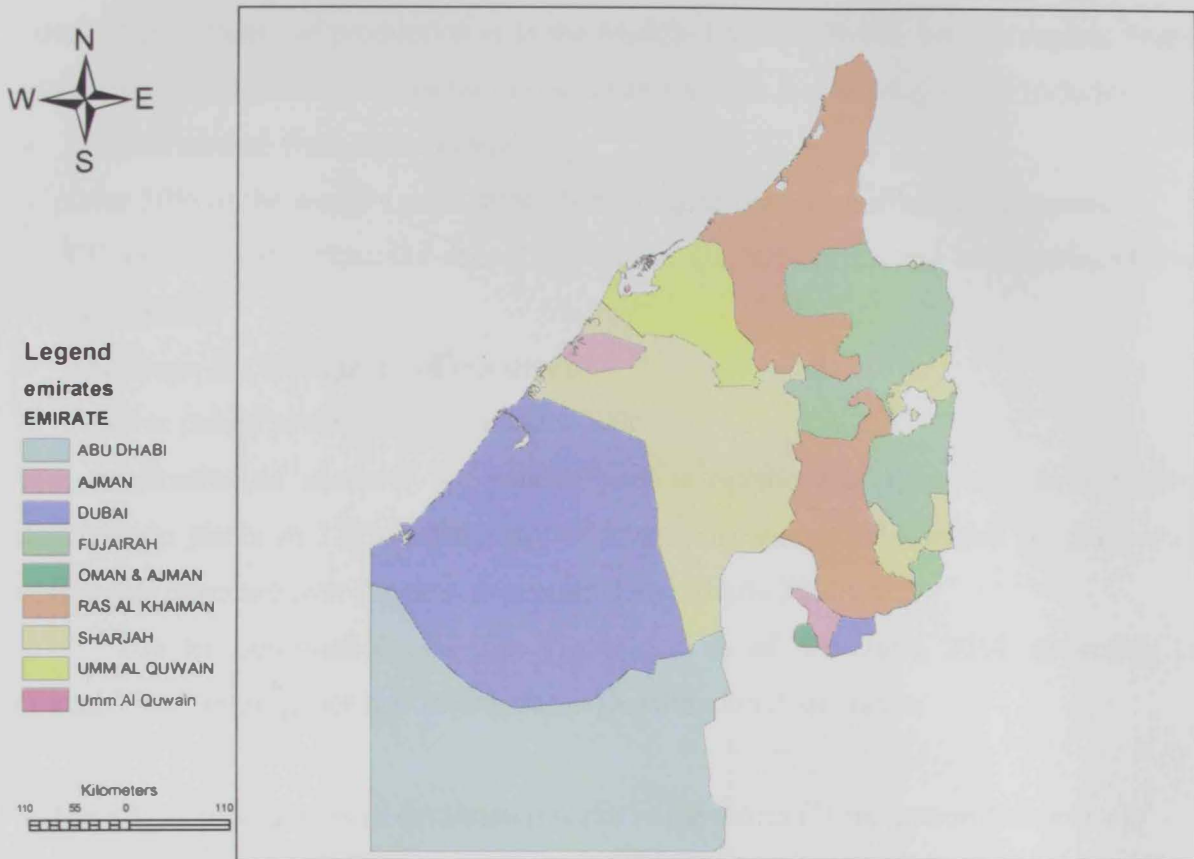 N
W E
S
Legend
emirates
EMIRATE
ABU DHABI
AJMAN
DUBAI
FUJAIRAH
OMAN & AJMAN
RAS AL KHAIMAN
SHARJAH
UMM AL QUWAIN
Umm Al Quwain
Kilometers
110 55 0 110